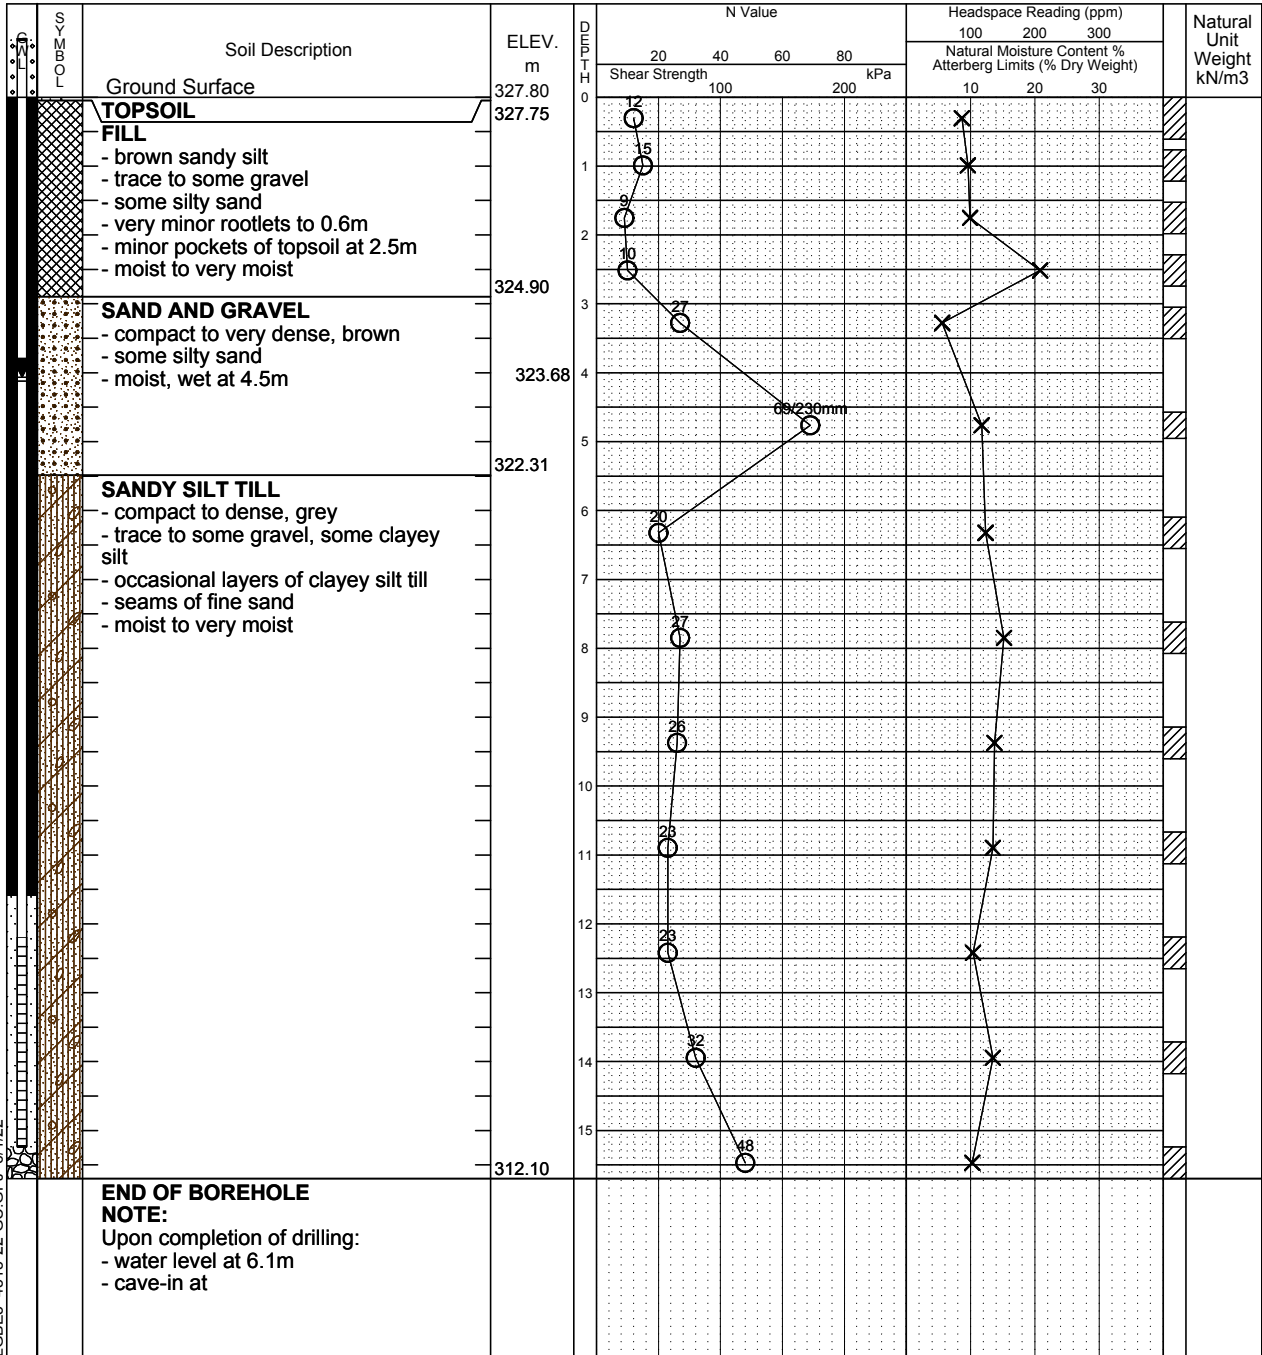 GWL
SYMBOL
Soil Description
Ground Surface
ELEV.
m
327.80
DEPTH
N Value
20 40 60 80
Shear Strength kPa
100 200
Headspace Reading (ppm)
100 200 300
Natural Moisture Content %
Atterberg Limits (% Dry Weight)
10 20 30
Natural
Unit
Weight
kN/m3
0
TOPSOIL
327.75
12
FILL
- brown sandy silt
15
1
- trace to some gravel
- some silty sand
9
- very minor rootlets to 0.6m
2
- minor pockets of topsoil at 2.5m
10
- moist to very moist
324.90
3
SAND AND GRAVEL
27
- compact to very dense, brown
- some silty sand
4
- moist, wet at 4.5m
323.68
69/230mm
5
322.31
SANDY SILT TILL
- compact to dense, grey
6
20
- trace to some gravel, some clayey
silt
- occasional layers of clayey silt till
7
- seams of fine sand
- moist to very moist
27
8
9
26
10
23
11
12
23
13
32
14
15
48
312.10
END OF BOREHOLE
NOTE:
Upon completion of drilling:
- water level at 6.1m
- cave-in at